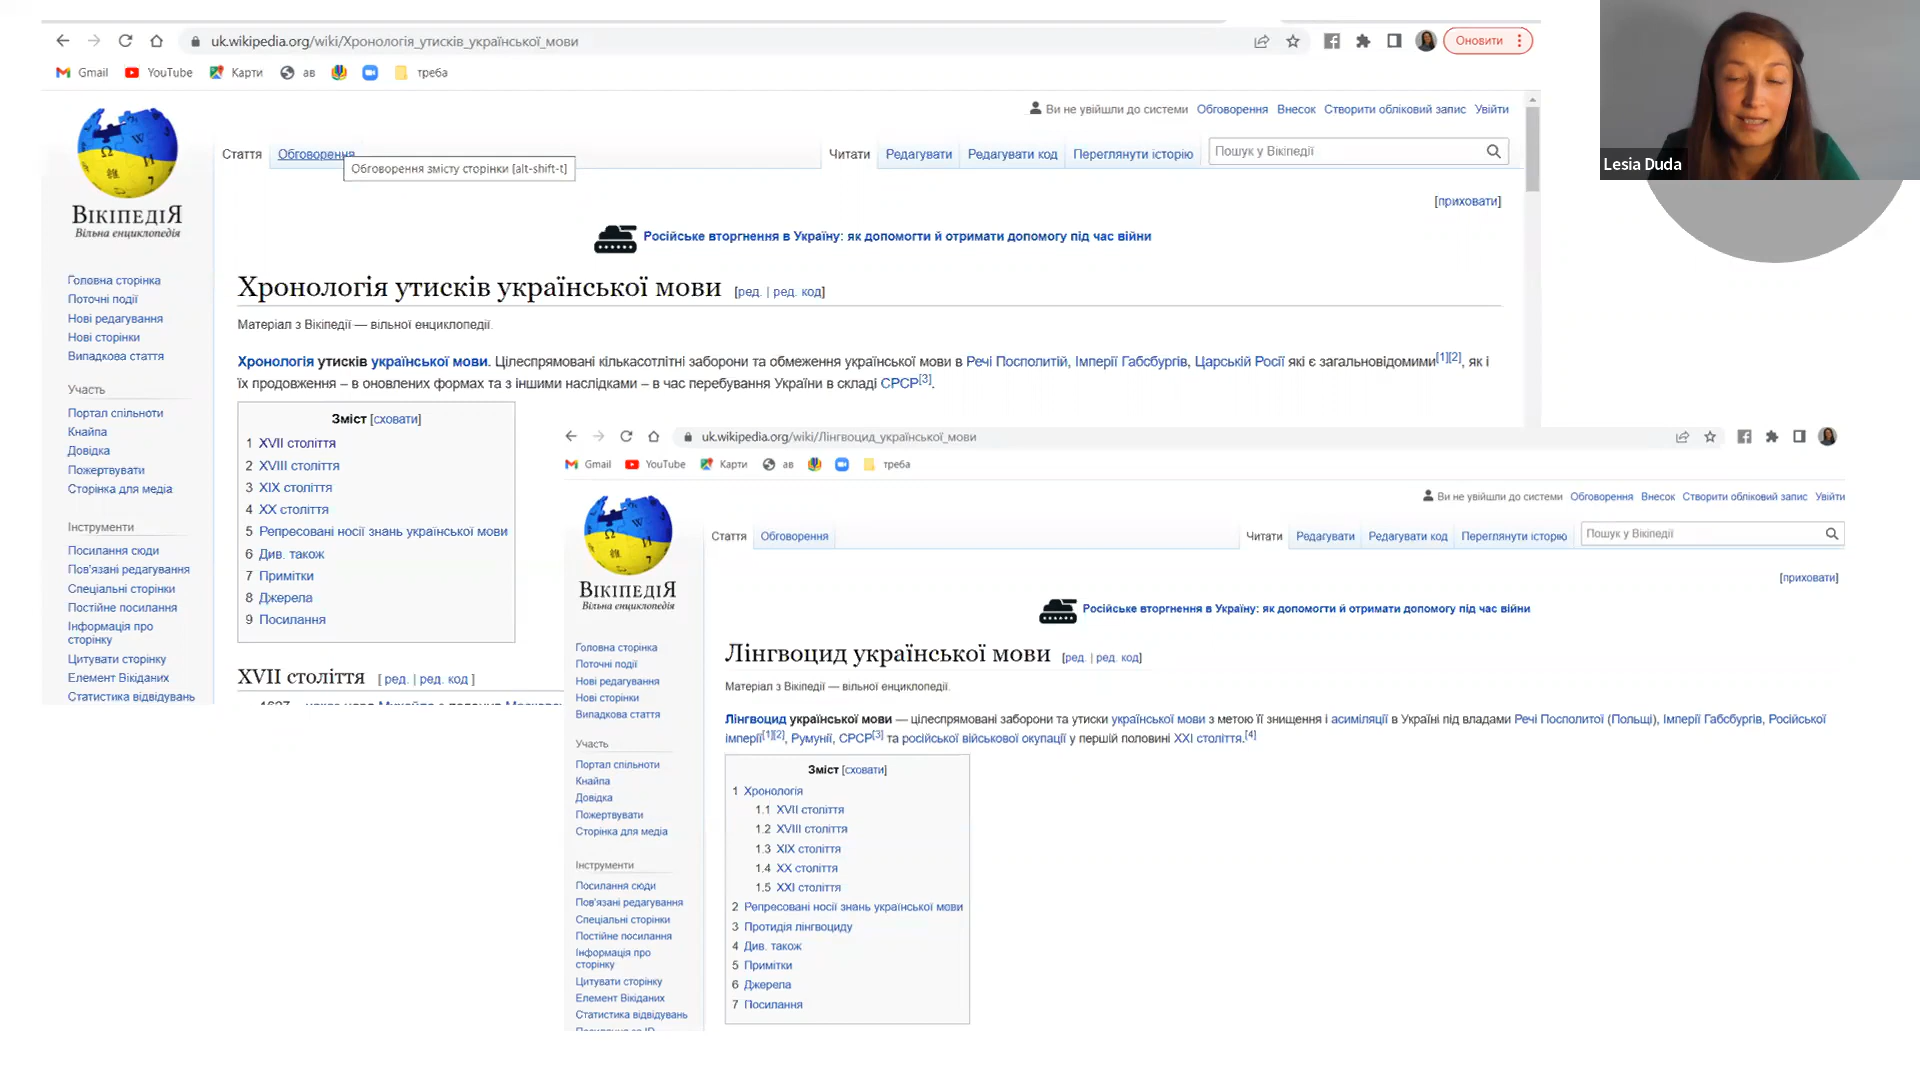 uk.wikipedia.org/wiki/Хронологія_утисків_української_мови
Оновити
Gmail YouTube Карти ав треба
Ви не увійшли до системи Обговорення Внесок Створити обліковий запис Увійти
Стаття Обговорення Читати Редагувати Редагувати код Переглянути історію Пошук у Вікіпедії
Обговорення змісту сторінки [alt-shift-t]
ВІКІПЕДІЯ
Вільна енциклопедія
[приховати]
Російське вторгнення в Україну: як допомогти й отримати допомогу під час війни
Хронологія утисків української мови [ред. | ред. код]
Матеріал з Вікіпедії — вільної енциклопедії.
Хронологія утисків української мови. Цілеспрямовані кількасотлітні заборони та обмеження української мови в Речі Посполитій, Імперії Габсбургів, Царській Росії які є загальновідомими[1][2], як і
їх продовження – в оновлених формах та з іншими наслідками – в час перебування України в складі СРСР[3].
Головна сторінка
Поточні події
Нові редагування
Нові сторінки
Випадкова стаття
Участь
Портал спільноти
Кнайпа
Довідка
Пожертвувати
Сторінка для медіа
Інструменти
Посилання сюди
Пов'язані редагування
Спеціальні сторінки
Постійне посилання
Інформація про
сторінку
Цитувати сторінку
Елемент Вікіданих
Статистика відвідувань
Зміст [сховати]
1 XVII століття
2 XVIII століття
3 XIX століття
4 XX століття
5 Репресовані носії знань української мови
6 Див. також
7 Примітки
8 Джерела
9 Посилання
XVII століття [ ред. | ред. код ]
Lesia Duda
uk.wikipedia.org/wiki/Лінгвоцид_української_мови
Gmail YouTube Карти ав треба
Ви не увійшли до системи Обговорення Внесок Створити обліковий запис Увійти
Стаття Обговорення Читати Редагувати Редагувати код Переглянути історію Пошук у Вікіпедії
ВІКІПЕДІЯ
Вільна енциклопедія
[приховати]
Російське вторгнення в Україну: як допомогти й отримати допомогу під час війни
Лінгвоцид української мови [ред. | ред. код]
Матеріал з Вікіпедії — вільної енциклопедії.
Лінгвоцид української мови — цілеспрямовані заборони та утиски української мови з метою її знищення і асиміляції в Україні під владами Речі Посполитої (Польщі), Імперії Габсбургів, Російської
імперії[1][2], Румунії, СРСР[3] та російської військової окупації у першій половині XXI століття.[4]
Головна сторінка
Поточні події
Нові редагування
Нові сторінки
Випадкова стаття
Участь
Портал спільноти
Кнайпа
Довідка
Пожертвувати
Сторінка для медіа
Інструменти
Посилання сюди
Пов'язані редагування
Спеціальні сторінки
Постійне посилання
Інформація про
сторінку
Цитувати сторінку
Елемент Вікіданих
Статистика відвідувань
Зміст [сховати]
1 Хронологія
1.1 XVII століття
1.2 XVIII століття
1.3 XIX століття
1.4 XX століття
1.5 XXI століття
2 Репресовані носії знань української мови
3 Протидія лінгвоциду
4 Див. також
5 Примітки
6 Джерела
7 Посилання